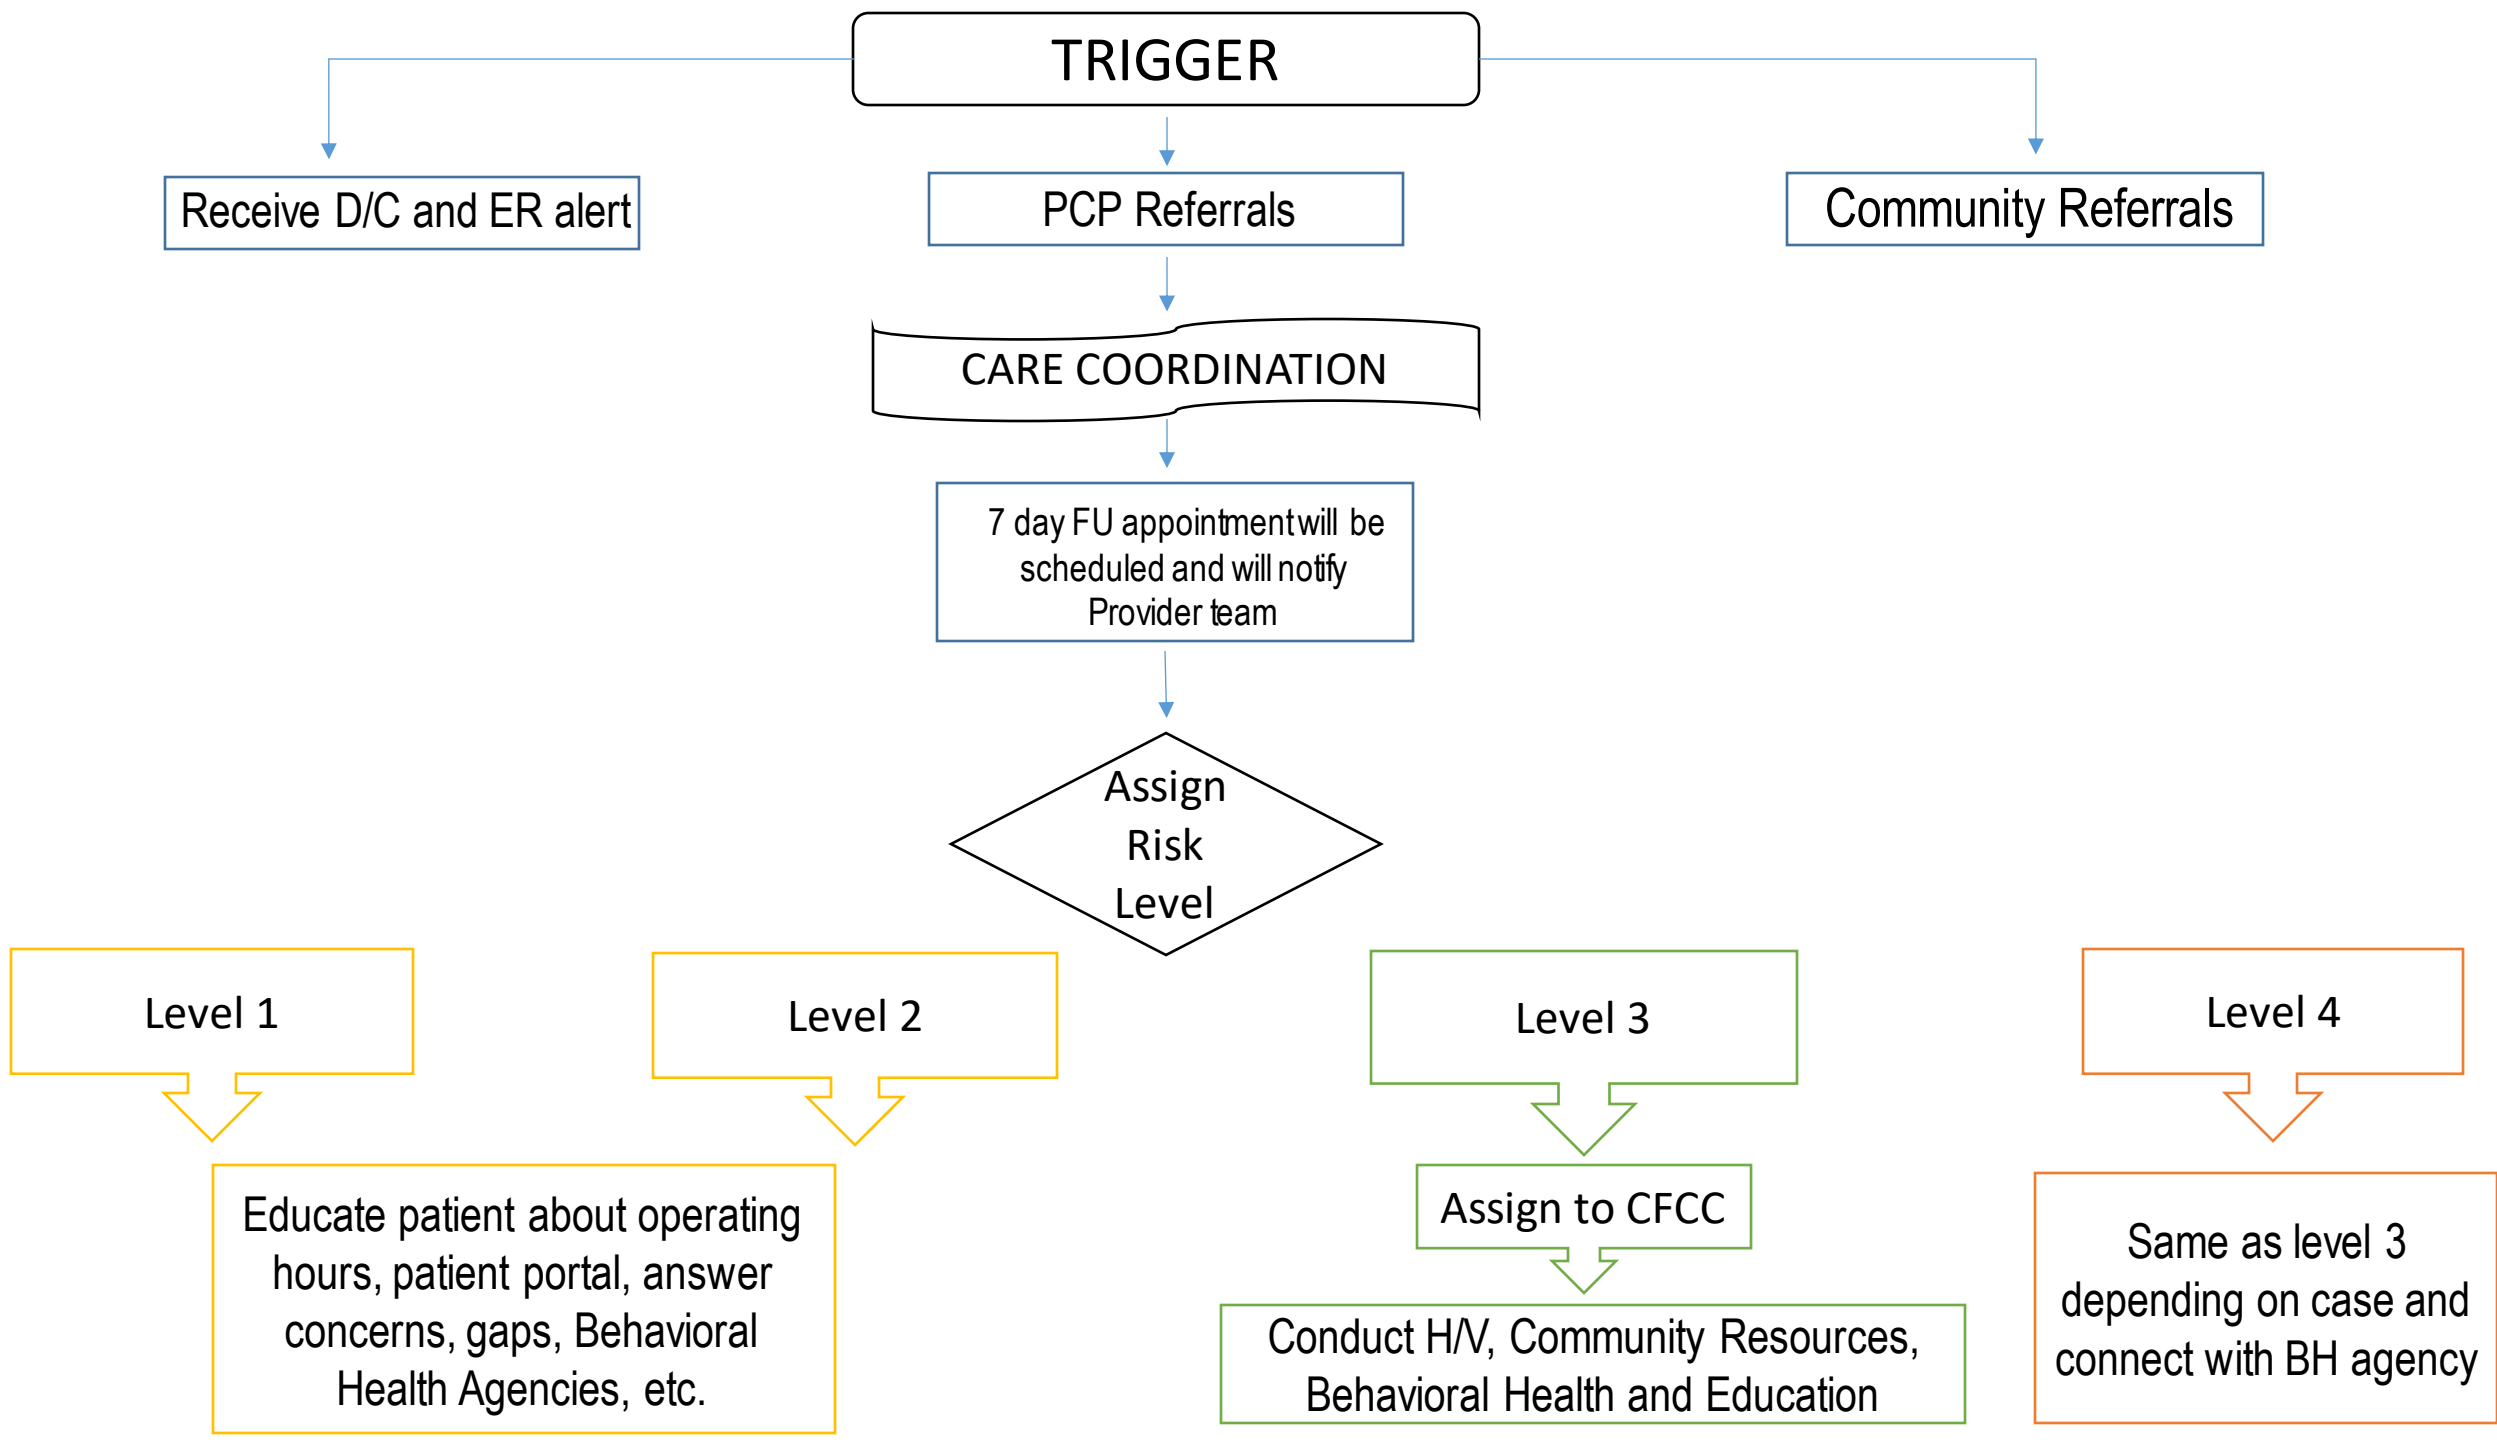 TRIGGER
Receive D/C and ER alert
PCP Referrals
Community Referrals
CARE COORDINATION
7 day FU appointment will be
scheduled and will notify
Provider team
Assign
Risk
Level
Level 1
Level 2
Level 3
Level 4
Educate patient about operating
hours, patient portal, answer
concerns, gaps, Behavioral
Health Agencies, etc.
Assign to CFCC
Conduct H/V, Community Resources,
Behavioral Health and Education
Same as level 3
depending on case and
connect with BH agency